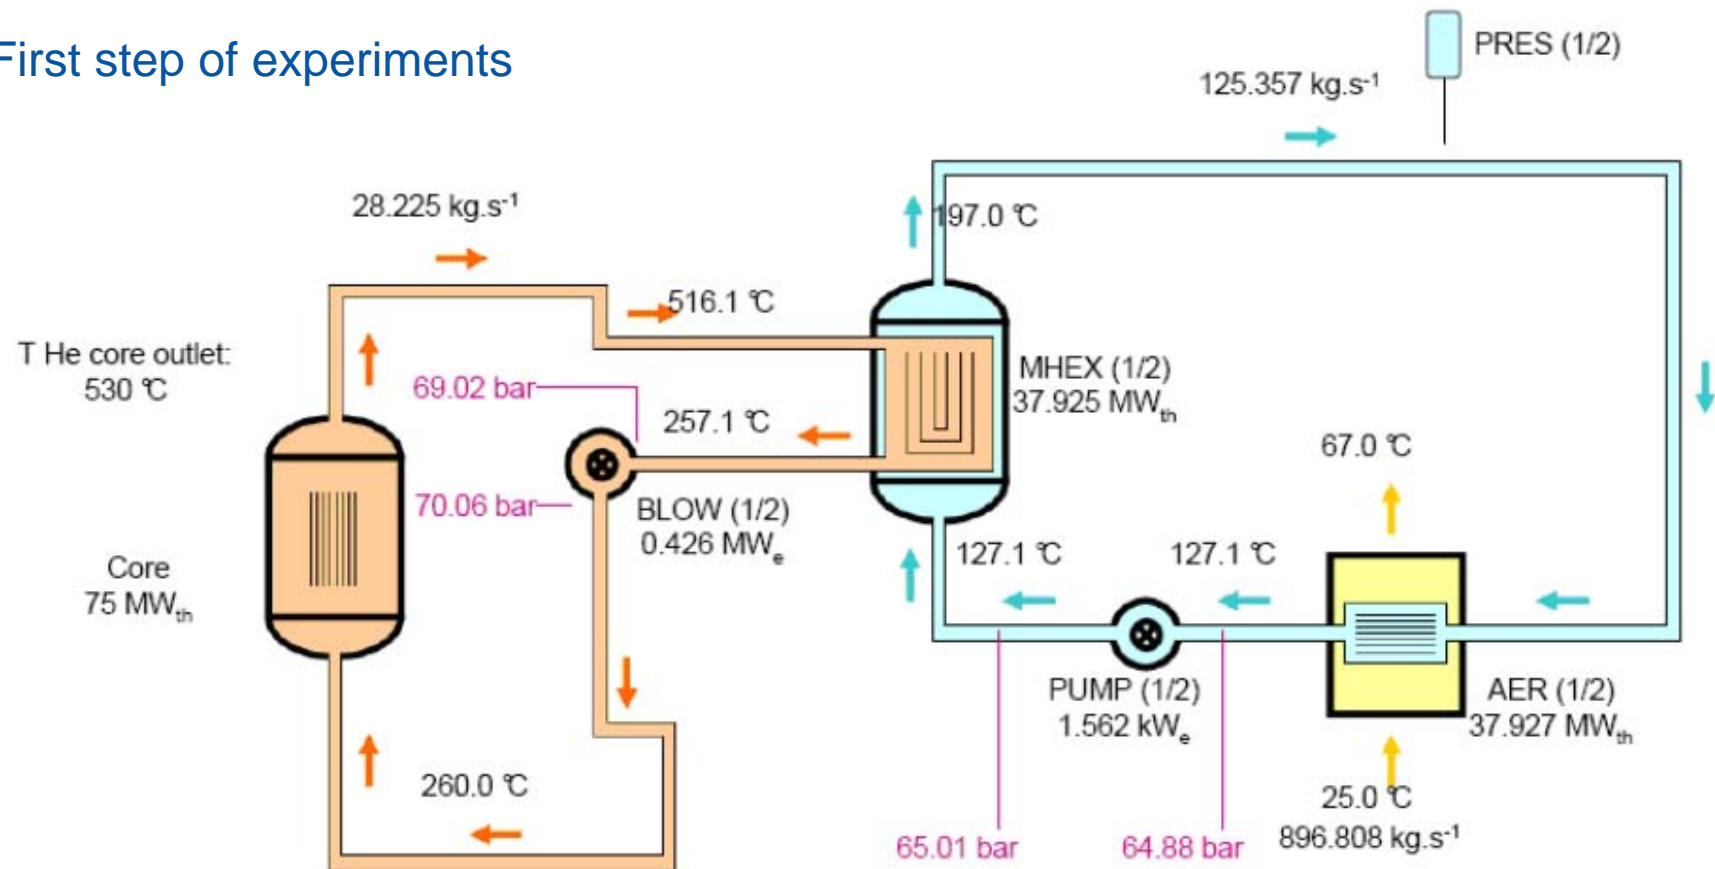 First step of experiments
PRES (1/2)
125.357 kg.s⁻¹
28.225 kg.s⁻¹
197.0 °C
516.1 °C
T He core outlet:
530 °C
69.02 bar
MHEX (1/2)
37.925 MWth
257.1 °C
67.0 °C
70.06 bar
BLOW (1/2)
0.426 MWe
127.1 °C
127.1 °C
Core
75 MWth
PUMP (1/2)
1.562 kWe
AER (1/2)
37.927 MWth
260.0 °C
25.0 °C
896.808 kg.s⁻¹
65.01 bar
64.88 bar